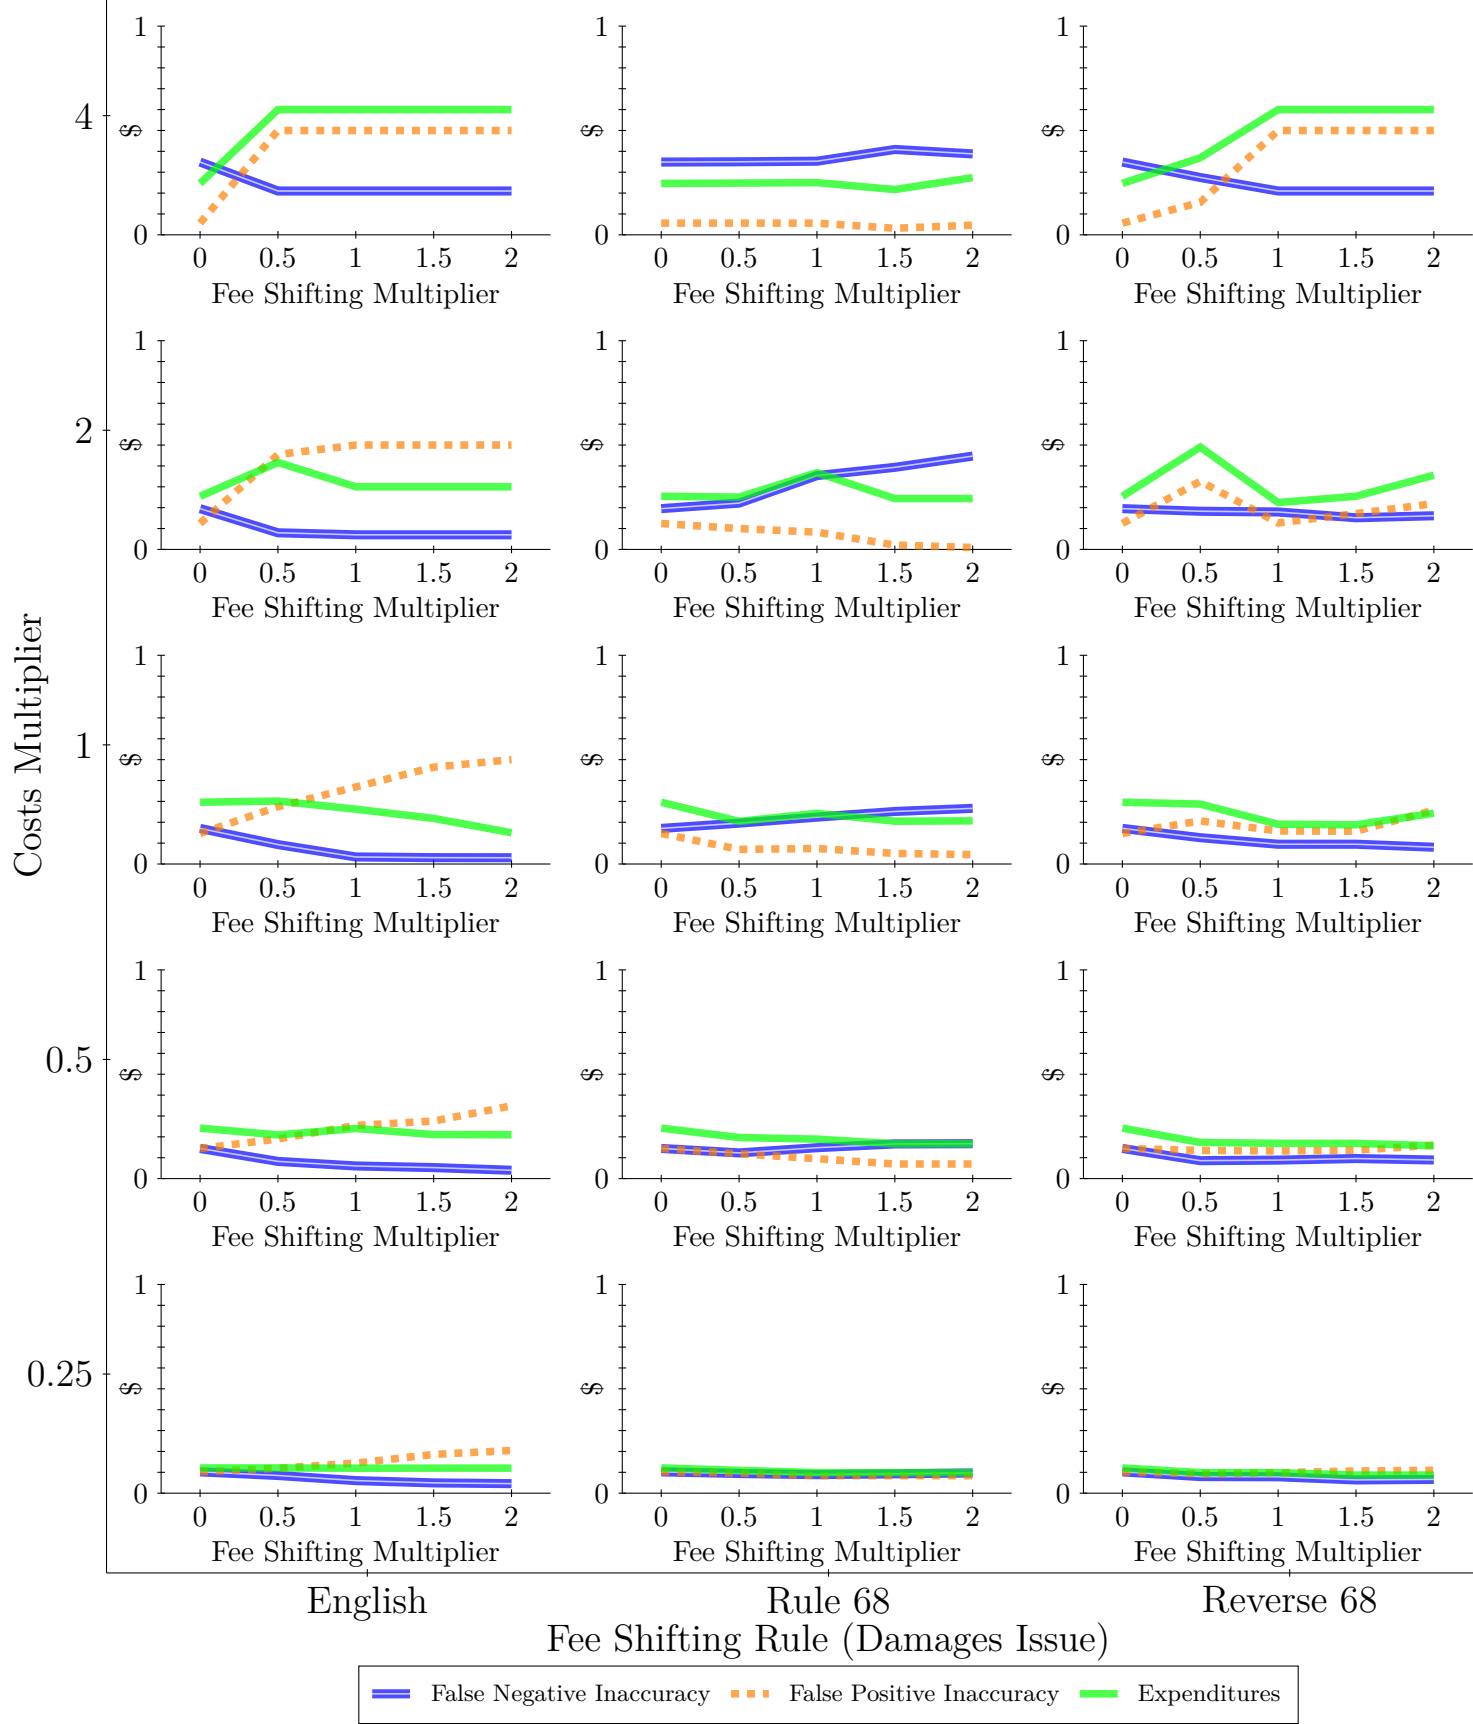 Costs Multiplier
4
1 $ 0
0 0.5 1 1.5 2
Fee Shifting Multiplier
1 $ 0
0 0.5 1 1.5 2
Fee Shifting Multiplier
1 $ 0
0 0.5 1 1.5 2
Fee Shifting Multiplier
2
1 $ 0
0 0.5 1 1.5 2
Fee Shifting Multiplier
1 $ 0
0 0.5 1 1.5 2
Fee Shifting Multiplier
1 $ 0
0 0.5 1 1.5 2
Fee Shifting Multiplier
1
1 $ 0
0 0.5 1 1.5 2
Fee Shifting Multiplier
1 $ 0
0 0.5 1 1.5 2
Fee Shifting Multiplier
1 $ 0
0 0.5 1 1.5 2
Fee Shifting Multiplier
0.5
1 $ 0
0 0.5 1 1.5 2
Fee Shifting Multiplier
1 $ 0
0 0.5 1 1.5 2
Fee Shifting Multiplier
1 $ 0
0 0.5 1 1.5 2
Fee Shifting Multiplier
0.25
1 $ 0
0 0.5 1 1.5 2
Fee Shifting Multiplier
1 $ 0
0 0.5 1 1.5 2
Fee Shifting Multiplier
1 $ 0
0 0.5 1 1.5 2
Fee Shifting Multiplier
English Rule 68 Reverse 68
Fee Shifting Rule (Damages Issue)
False Negative Inaccuracy False Positive Inaccuracy Expenditures